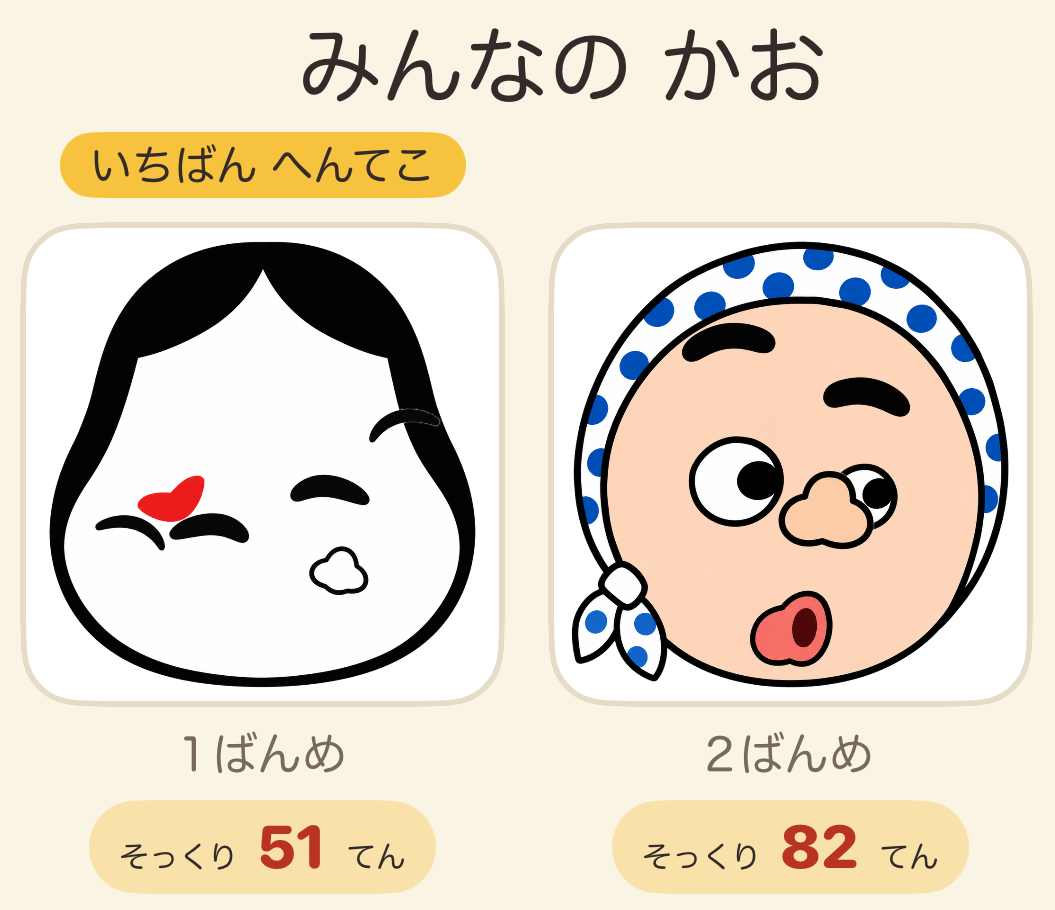 みんなの かお
いちばん へんてこ
1ばんめ
そっくり 51 てん
2ばんめ
そっくり 82 てん